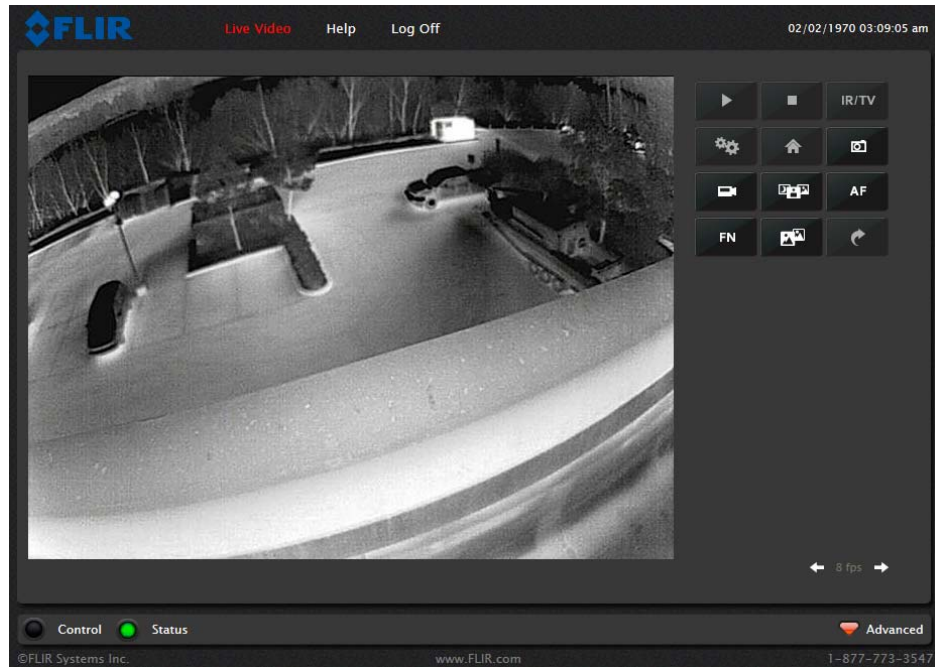 FLIR Live Video Help Log Off 02/02/1970 03:09:05 am
IR/TV
AF
FN
8 fps
Control Status Advanced
©FLIR Systems Inc. www.FLIR.com 1-877-773-3547